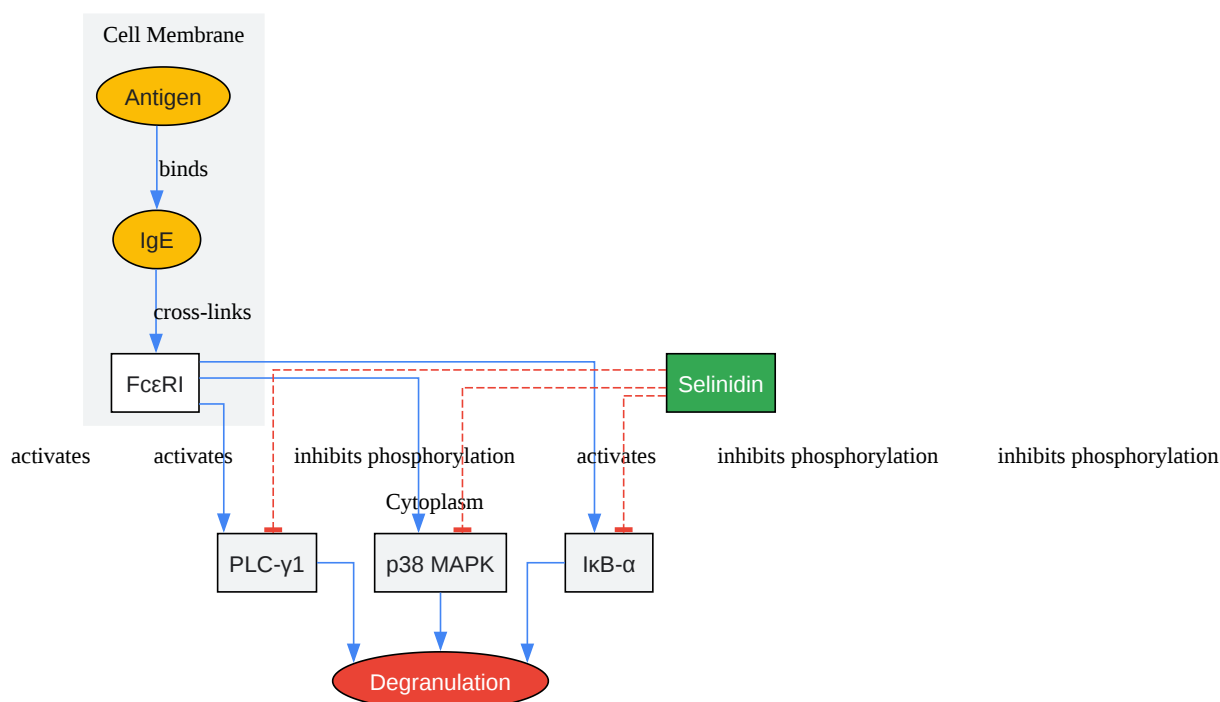 Cell Membrane
Antigen
binds
IgE
cross-links
FcεRI
Selinidin
activates
activates
inhibits phosphorylation
activates
inhibits phosphorylation
inhibits phosphorylation
Cytoplasm
PLC-γ1
p38 MAPK
IκB-α
Degranulation